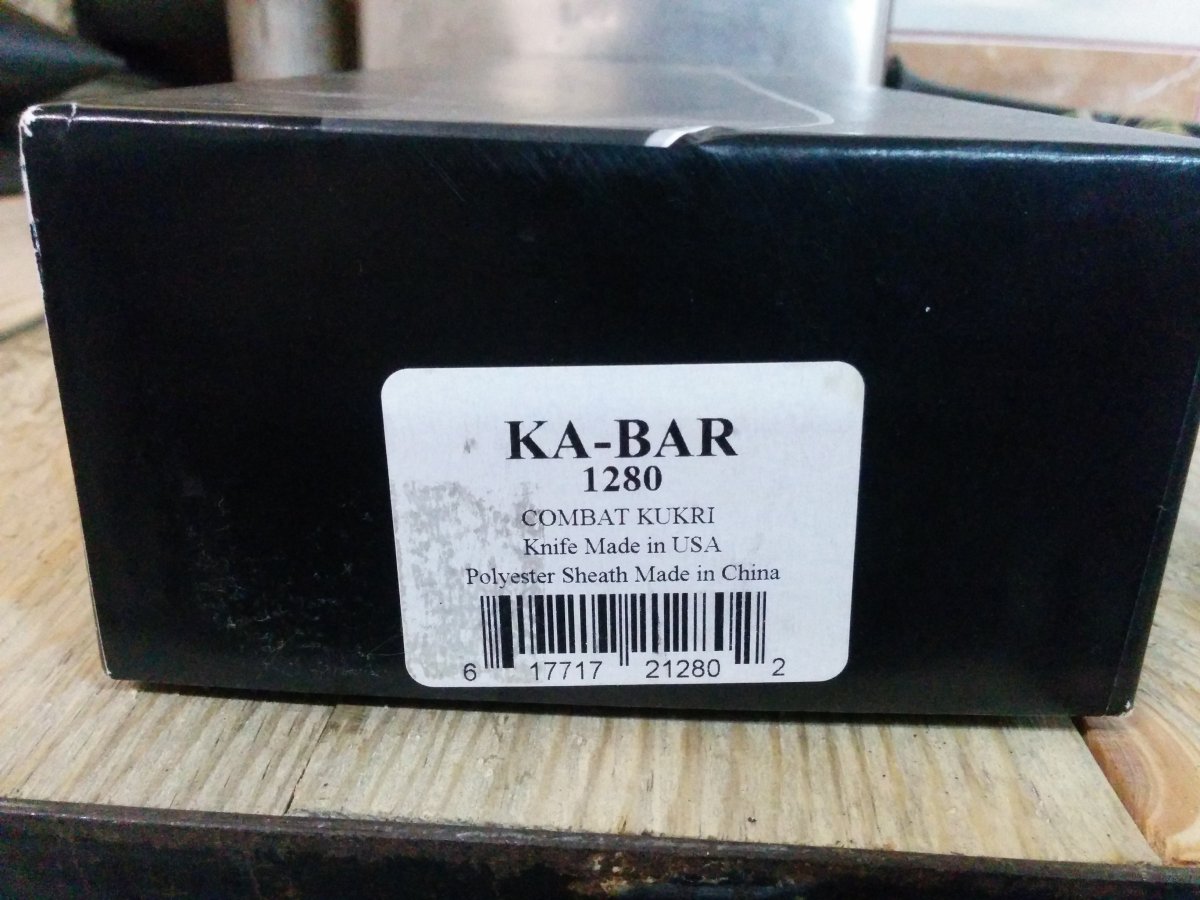 KA-BAR
1280
COMBAT KUKRI
Knife Made in USA
Polyester Sheath Made in China
6 17717 21280 2